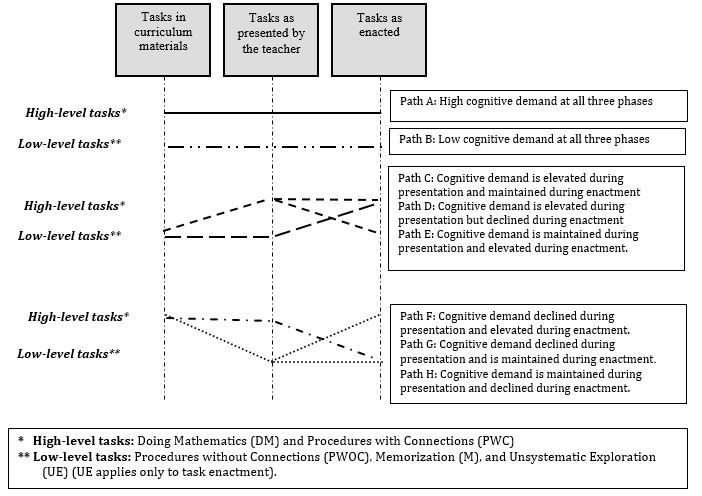 Tasks in
curriculum
materials
Tasks as
presented by
the teacher
Tasks as
enacted
High-level tasks*
Path A: High cognitive demand at all three phases
Low-level tasks**
Path B: Low cognitive demand at all three phases
High-level tasks*
Low-level tasks**
Path C: Cognitive demand is elevated during
presentation and maintained during enactment
Path D: Cognitive demand is elevated during
presentation but declined during enactment
Path E: Cognitive demand is maintained during
presentation and elevated during enactment.
High-level tasks*
Low-level tasks**
Path F: Cognitive demand declined during
presentation and elevated during enactment.
Path G: Cognitive demand declined during
presentation and is maintained during enactment.
Path H: Cognitive demand is maintained during
presentation and declined during enactment.
* High-level tasks: Doing Mathematics (DM) and Procedures with Connections (PWC)
** Low-level tasks: Procedures without Connections (PWOC), Memorization (M), and Unsystematic Exploration
(UE) (UE applies only to task enactment).